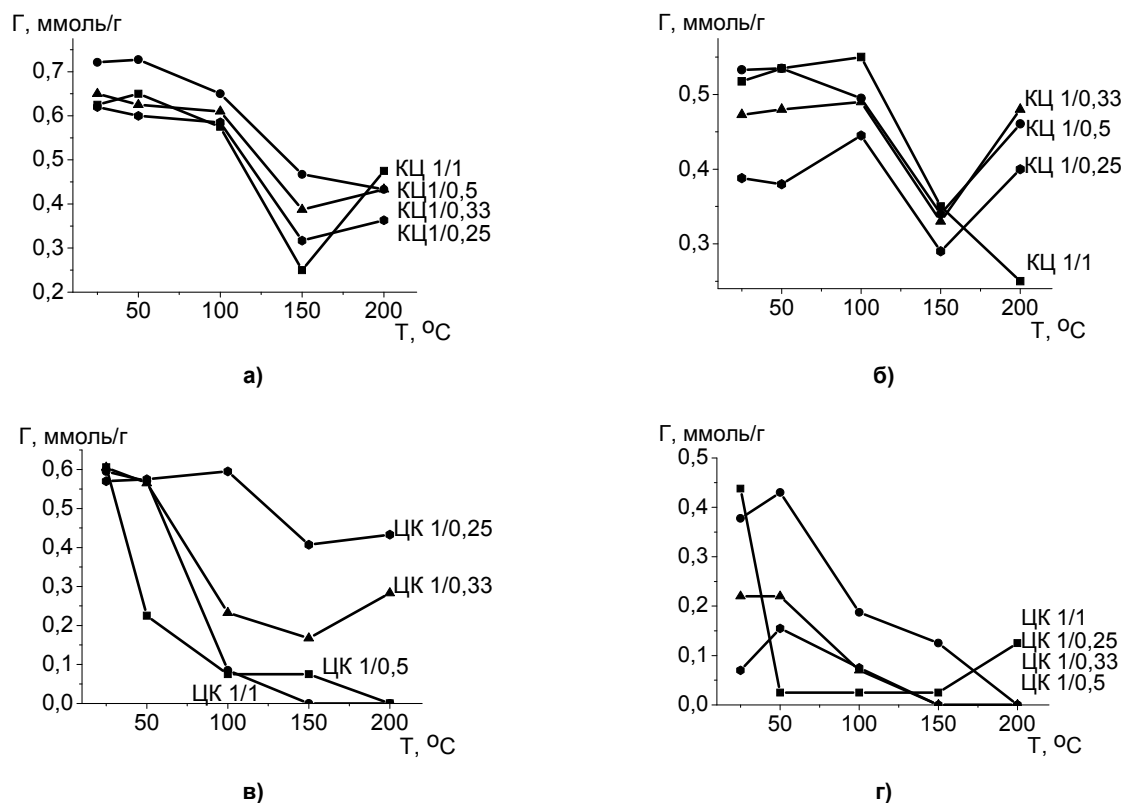 Г, ммоль/г
0,7
0,6
0,5
0,4
0,3
0,2
КЦ 1/1
КЦ1/0,5
КЦ1/0,33
КЦ1/0,25
50 100 150 200
T, °C
а)
Г, ммоль/г
0,5
0,4
0,3
КЦ 1/0,33
КЦ 1/0,5
КЦ 1/0,25
КЦ 1/1
50 100 150 200
T, °C
б)
Г, ммоль/г
0,6
0,5
0,4
0,3
0,2
0,1
0,0
ЦК 1/0,25
ЦК 1/0,33
ЦК 1/0,5
ЦК 1/1
50 100 150 200
T, °C
в)
Г, ммоль/г
0,5
0,4
0,3
0,2
0,1
0,0
ЦК 1/1
ЦК 1/0,25
ЦК 1/0,33
ЦК 1/0,5
50 100 150 200
T, °C
г)